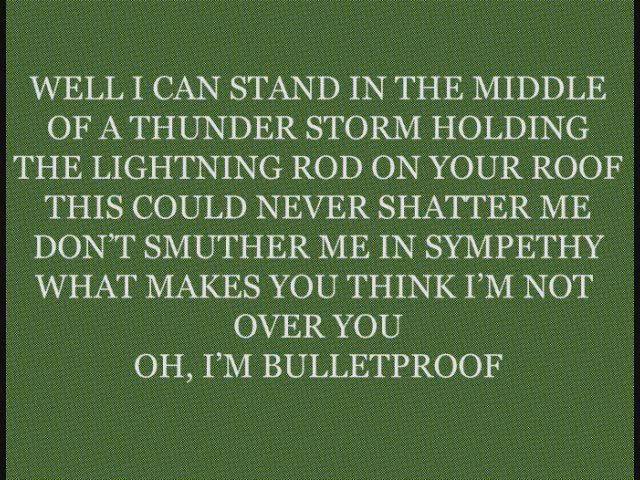 WELL I CAN STAND IN THE MIDDLE
OF A THUNDER STORM HOLDING
THE LIGHTNING ROD ON YOUR ROOF
THIS COULD NEVER SHATTER ME
DON’T SMUTHER ME IN SYMPETHY
WHAT MAKES YOU THINK I’M NOT
OVER YOU
OH, I’M BULLETPROOF